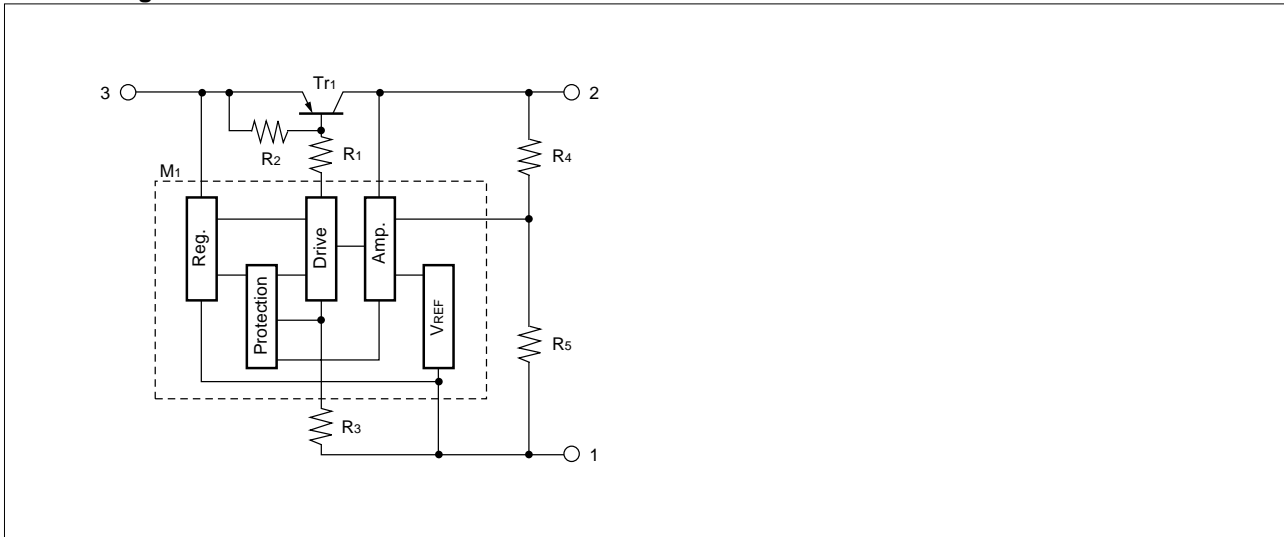 Tr1
3
2
R2
R1
R4
M1
Reg.
Drive
Amp.
Protection
VREF
R5
R3
1